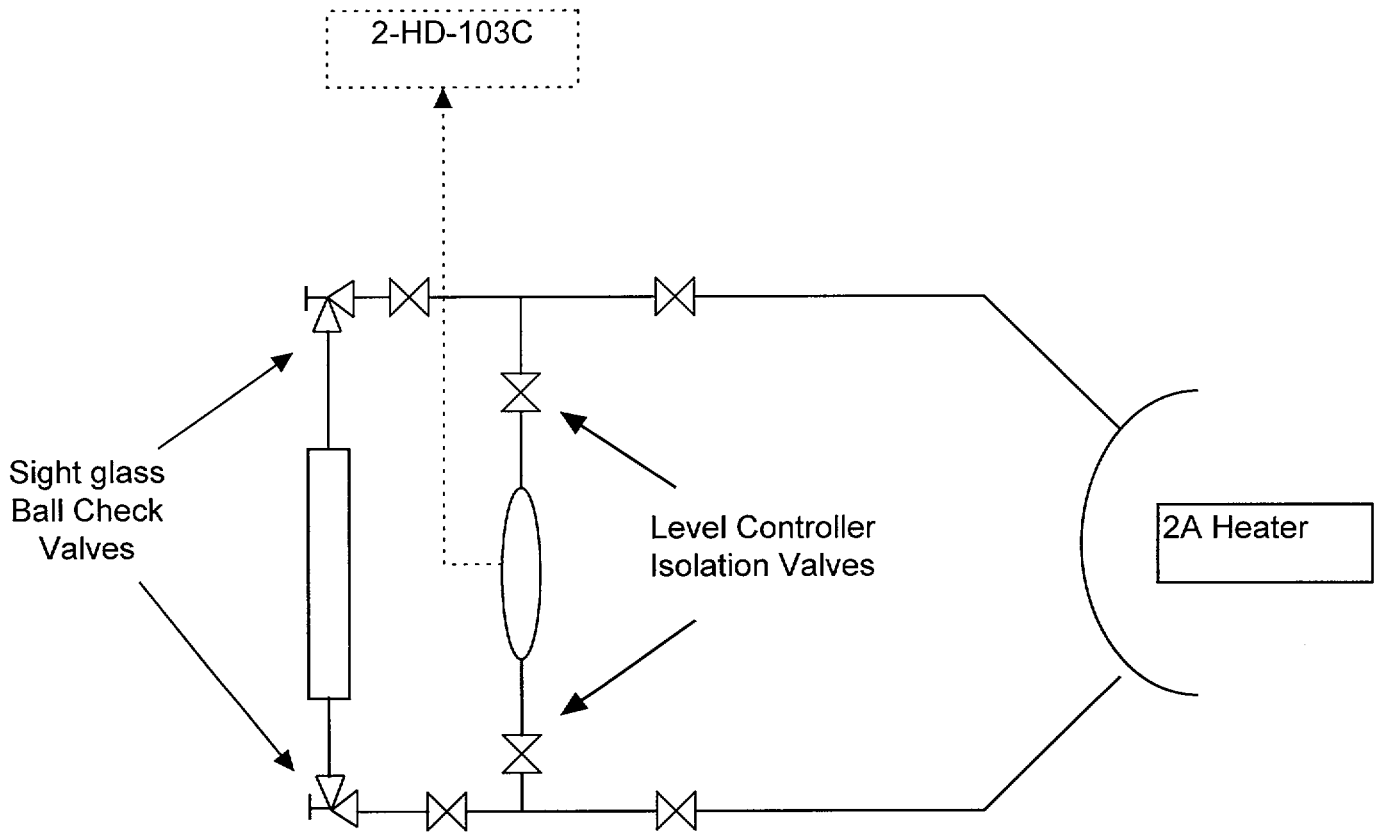 2-HD-103C
Sight glass
Ball Check
Valves
Level Controller
Isolation Valves
2A Heater